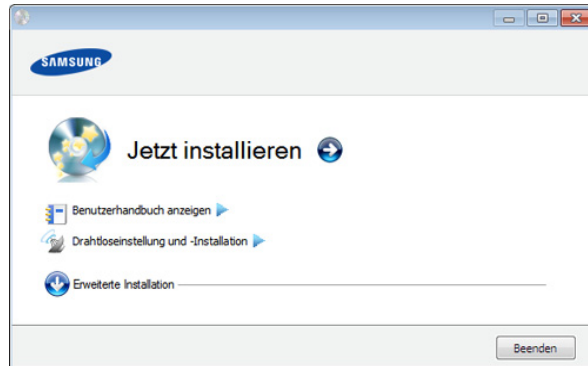 SAMSUNG
Jetzt installieren
Benutzerhandbuch anzeigen
Drahtloseinstellung und -Installation
Erweiterte Installation
Beenden